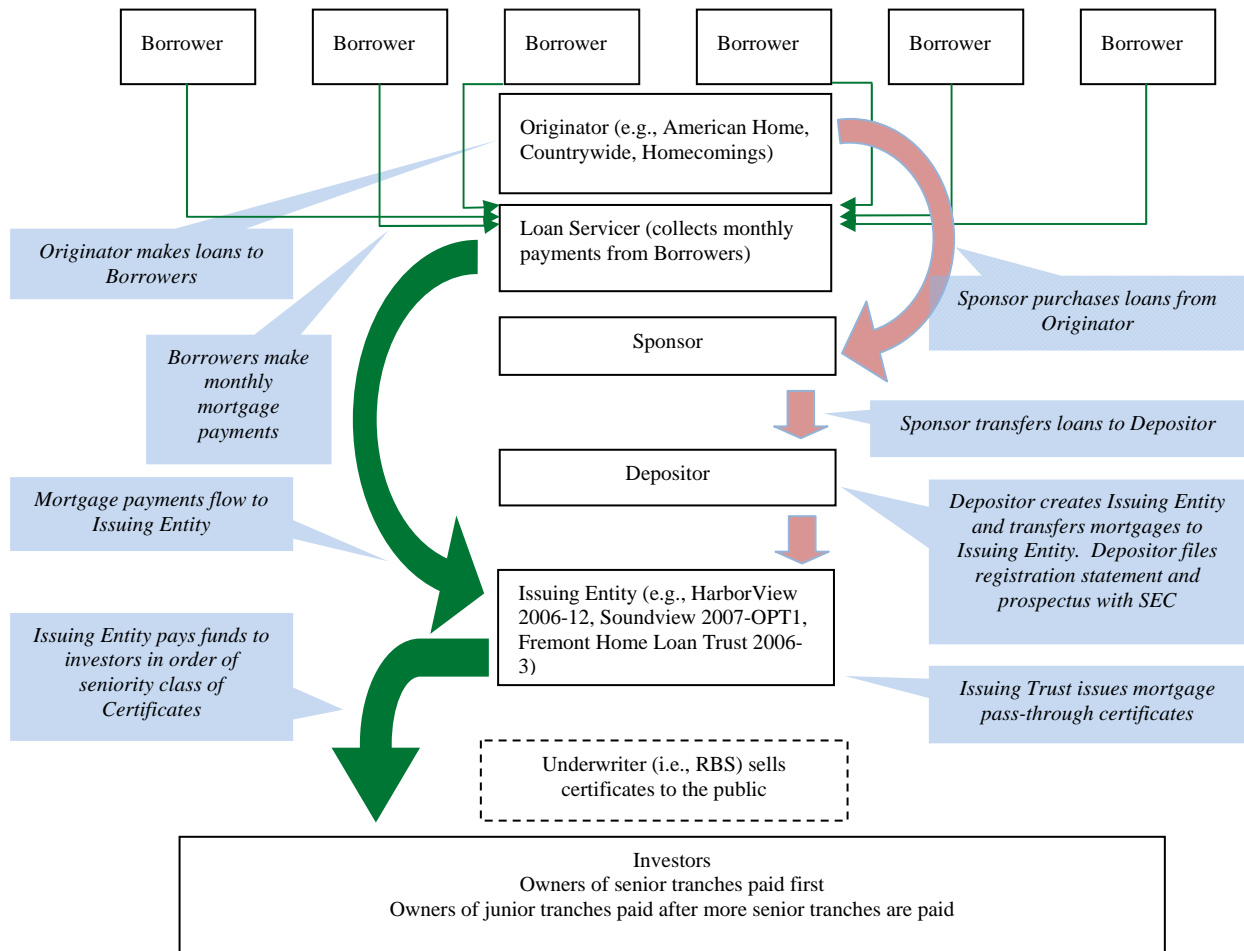 Borrower
Borrower
Borrower
Borrower
Borrower
Borrower
Originator (e.g., American Home,
Countrywide, Homecomings)
Loan Servicer (collects monthly
payments from Borrowers)
Originator makes loans to
Borrowers
Sponsor purchases loans from
Originator
Sponsor
Borrowers make
monthly
mortgage
payments
Sponsor transfers loans to Depositor
Depositor
Mortgage payments flow to
Issuing Entity
Depositor creates Issuing Entity
and transfers mortgages to
Issuing Entity. Depositor files
registration statement and
prospectus with SEC
Issuing Entity (e.g., HarborView
2006-12, Soundview 2007-OPT1,
Fremont Home Loan Trust 2006-
3)
Issuing Entity pays funds to
investors in order of
seniority class of
Certificates
Issuing Trust issues mortgage
pass-through certificates
Underwriter (i.e., RBS) sells
certificates to the public
Investors
Owners of senior tranches paid first
Owners of junior tranches paid after more senior tranches are paid